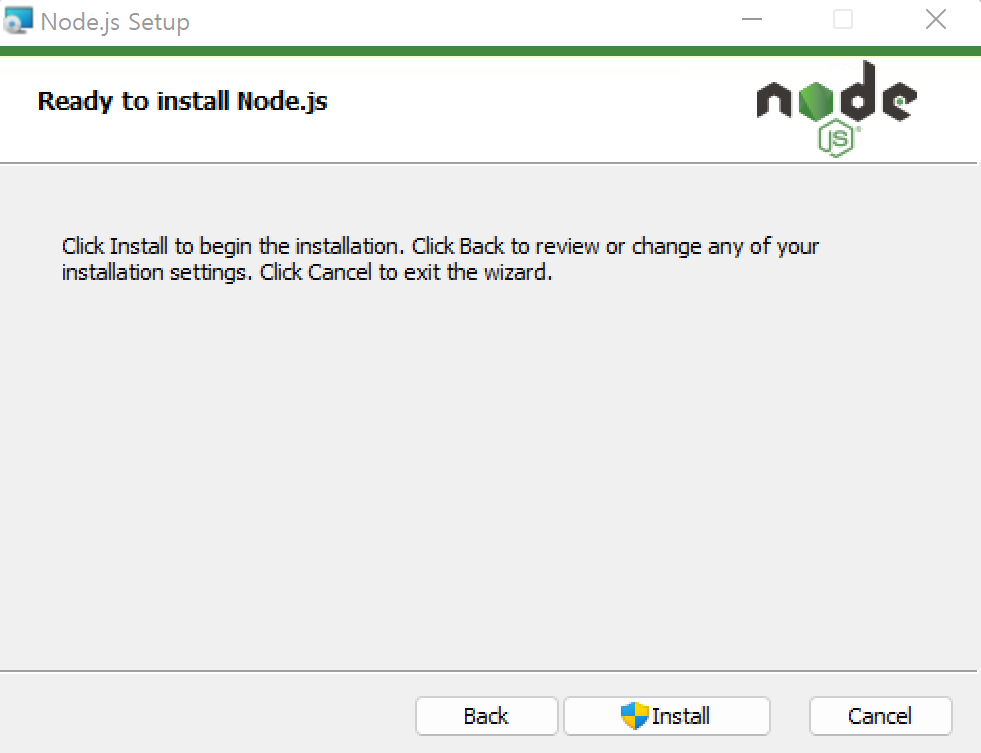 Node.js Setup
Ready to install Node.js
node
JS
Click Install to begin the installation. Click Back to review or change any of your
installation settings. Click Cancel to exit the wizard.
Back
Install
Cancel